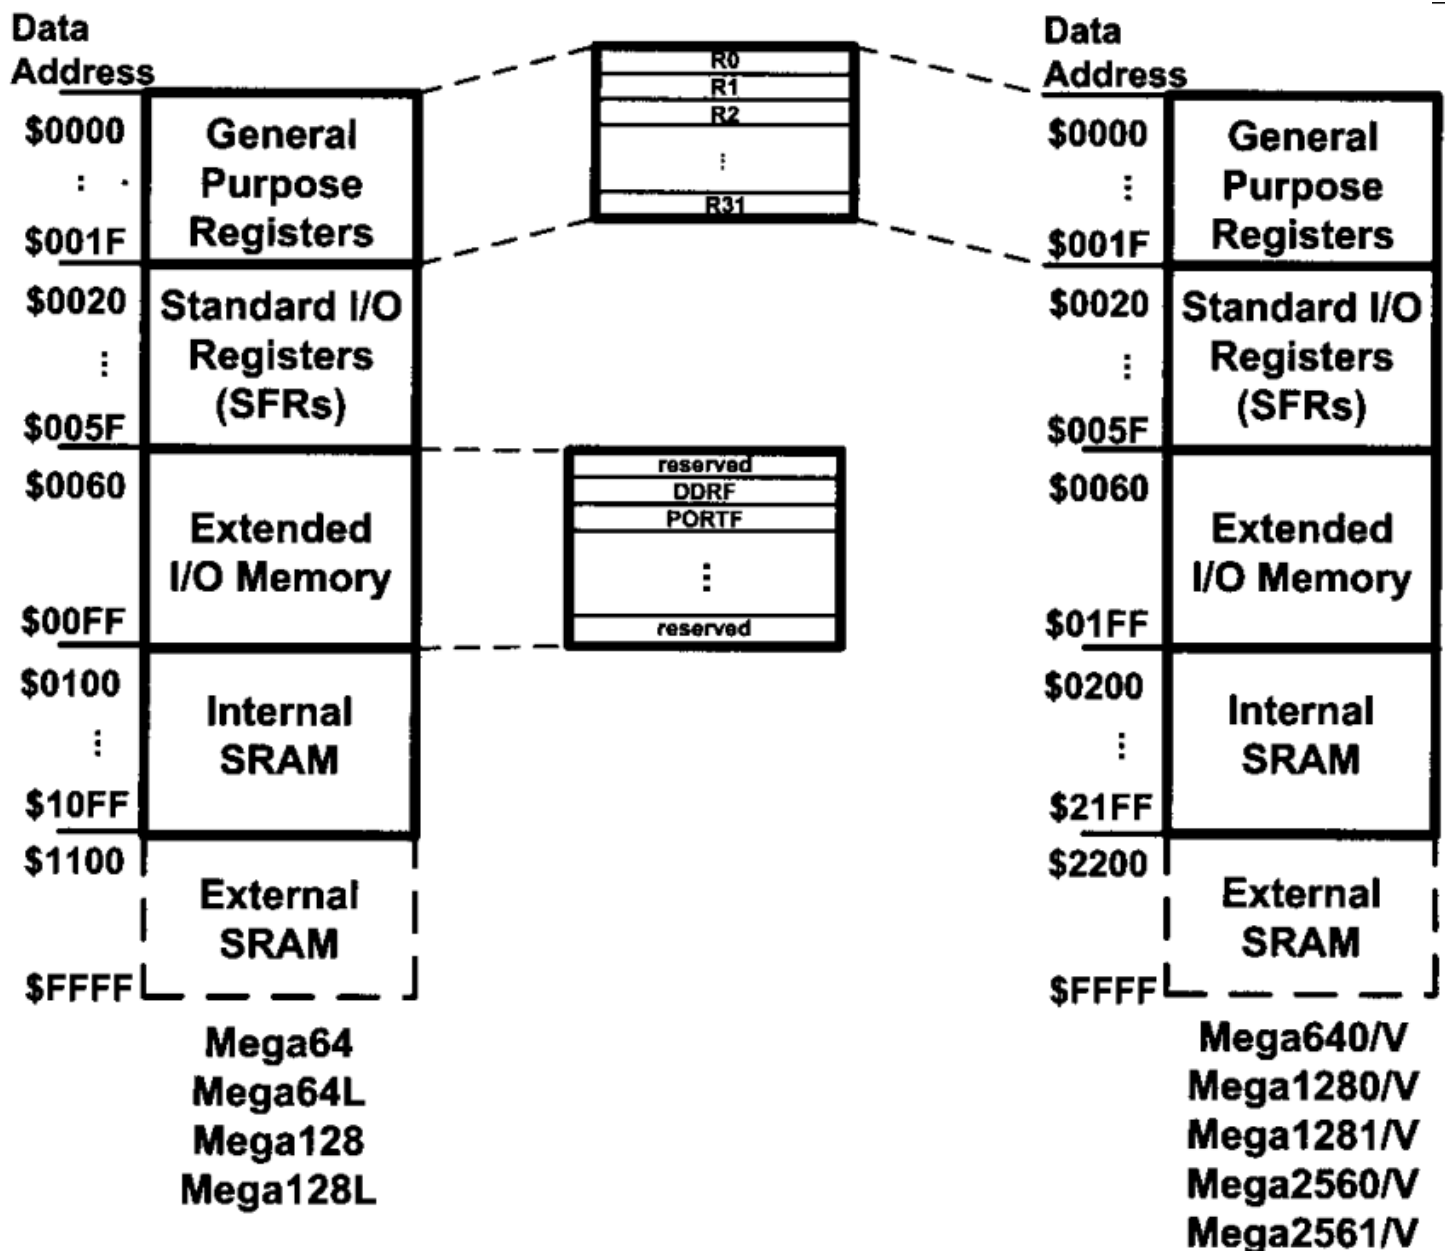 Data
Address
$0000
⋮
$001F
General
Purpose
Registers
$0020
⋮
$005F
Standard I/O
Registers
(SFRs)
$0060
$00FF
Extended
I/O Memory
$0100
⋮
$10FF
Internal
SRAM
$1100
$FFFF
External
SRAM
Mega64
Mega64L
Mega128
Mega128L
R0
R1
R2
⋮
R31
reserved
DDRF
PORTF
⋮
reserved
Data
Address
$0000
⋮
$001F
General
Purpose
Registers
$0020
⋮
$005F
Standard I/O
Registers
(SFRs)
$0060
$01FF
Extended
I/O Memory
$0200
⋮
$21FF
Internal
SRAM
$2200
$FFFF
External
SRAM
Mega640/V
Mega1280/V
Mega1281/V
Mega2560/V
Mega2561/V